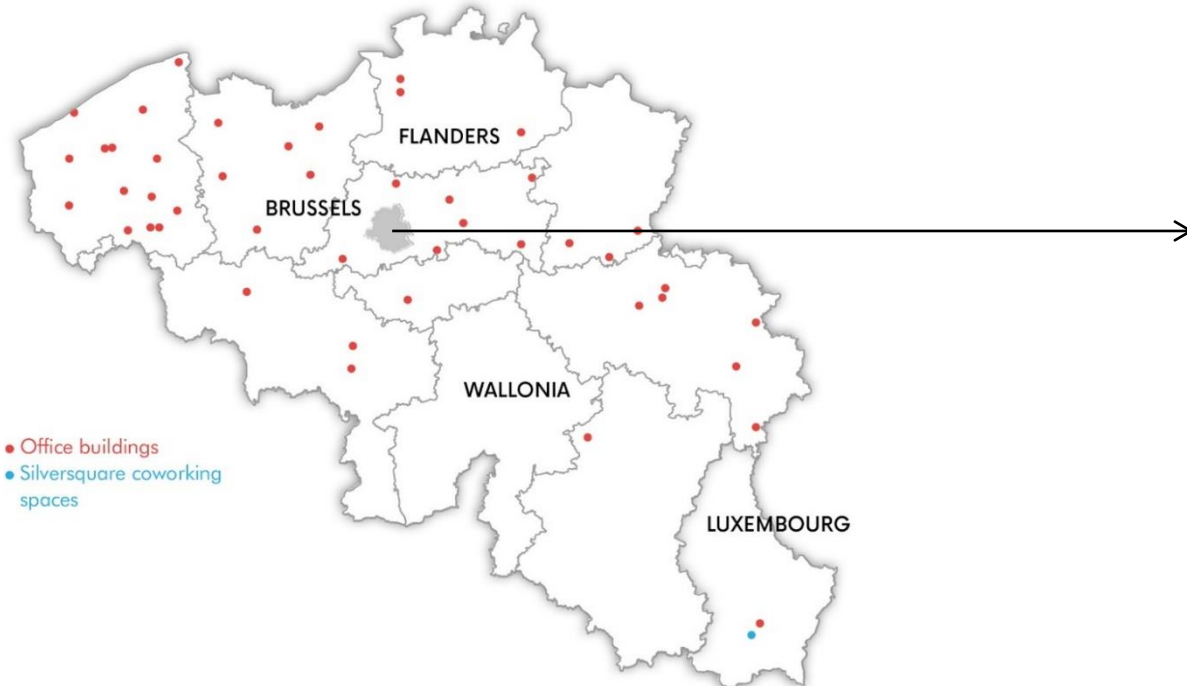 FLANDERS
BRUSSELS
WALLONIA
Office buildings
Silversquare coworking
spaces
LUXEMBOURG